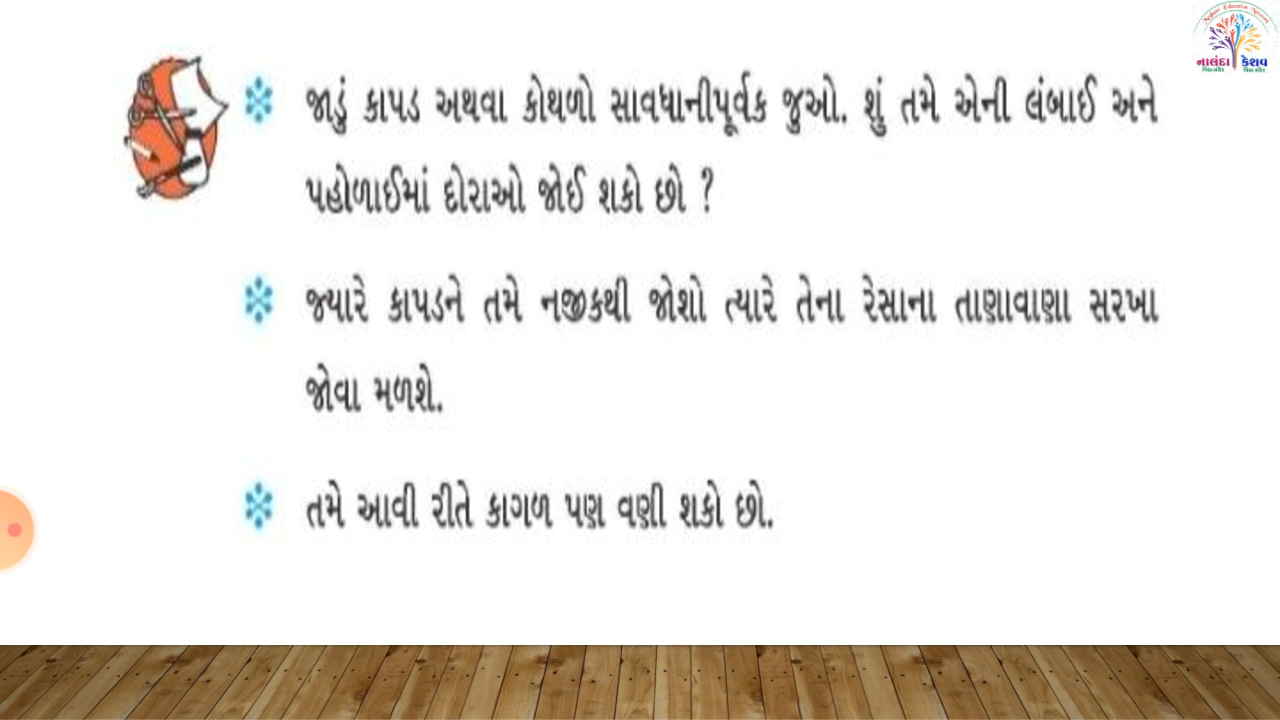 નાલંદા કેશવ
જાડું કાપડ અથવા કોથળો સાવધાનીપૂર્વક જુઓ. શું તમે એની લંબાઈ અને
પહોળાઈમાં દોરાઓ જોઈ શકો છો ?
જ્યારે કાપડને તમે નજીકથી જોશો ત્યારે તેના રેસાના તાણાવાણા સરખા
જોવા મળશે.
તમે આવી રીતે કાગળ પણ વણી શકો છો.